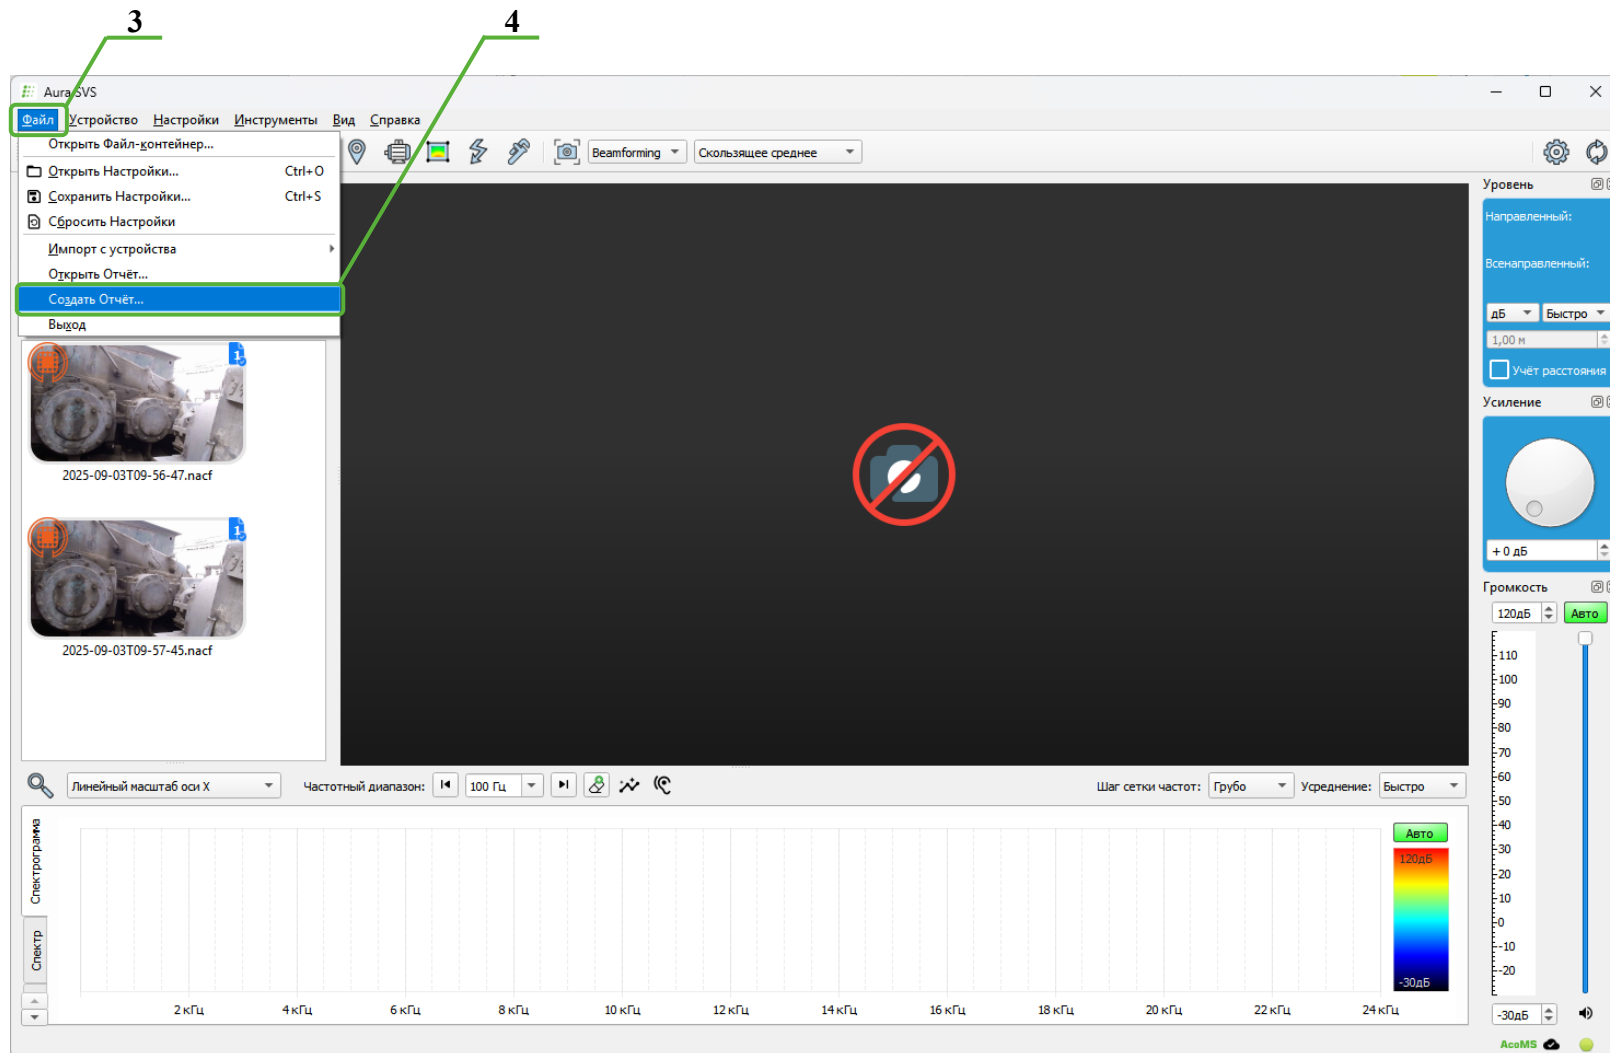 3
4
Aura SVS
Файл Устройство Настройки Инструменты Вид Справка
Открыть Файл-контейнер...
Beamforming Скользящее среднее
Открыть Настройки... Ctrl+O
Сохранить Настройки... Ctrl+S
Сбросить Настройки
Импорт с устройства
Открыть Отчёт...
Создать Отчёт...
Выход
1
2025-09-03T09-56-47.nacf
1
2025-09-03T09-57-45.nacf
Уровень
Направленный:
Всенаправленный:
дБ Быстро
1,00 м
Учёт расстояния
Усиление
+ 0 дБ
Громкость
120дБ Авто
110
100
90
80
70
60
50
40
30
20
10
0
-10
-20
-30дБ
Линейный масштаб оси X Частотный диапазон: 100 Гц Шаг сетки частот: Грубо Усреднение: Быстро
Спектрограмма
Спектр
Авто
120дБ
-30дБ
2 кГц 4 кГц 6 кГц 8 кГц 10 кГц 12 кГц 14 кГц 16 кГц 18 кГц 20 кГц 22 кГц 24 кГц
AcoMS